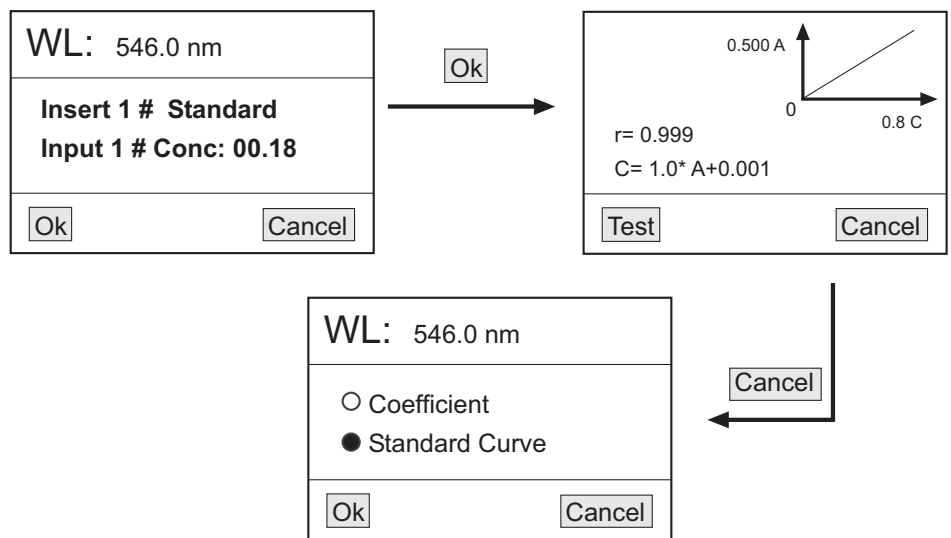 WL: 546.0 nm
Insert 1 # Standard
Input 1 # Conc: 00.18
Ok
Cancel
Ok
0.500 A
0
0.8 C
r= 0.999
C= 1.0* A+0.001
Test
Cancel
Cancel
WL: 546.0 nm
Coefficient
Standard Curve
Ok
Cancel